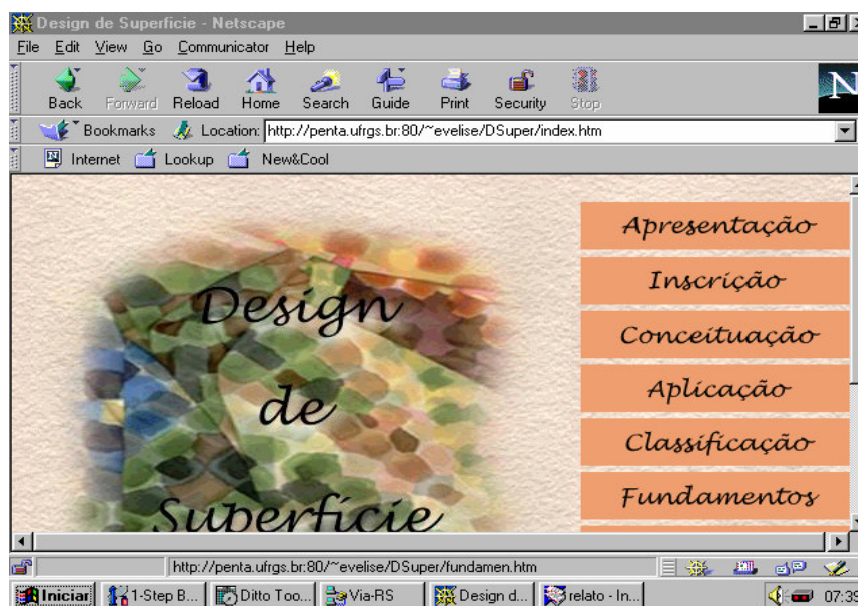 Design de Superficie - Netscape
File Edit View Go Communicator Help
Back Forward Reload Home Search Guide Print Security Stop
N
Bookmarks Location: http://penta.ufrgs.br:80/~evelise/DSuper/index.htm
Internet Lookup New&Cool
Design
de
Superfície
Apresentação
Inscrição
Conceituação
Aplicação
Classificação
Fundamentos
http://penta.ufrgs.br:80/~evelise/DSuper/fundamen.htm
Iniciar 1-Step B... Ditto Too... Via-RS Design d... relato - In...